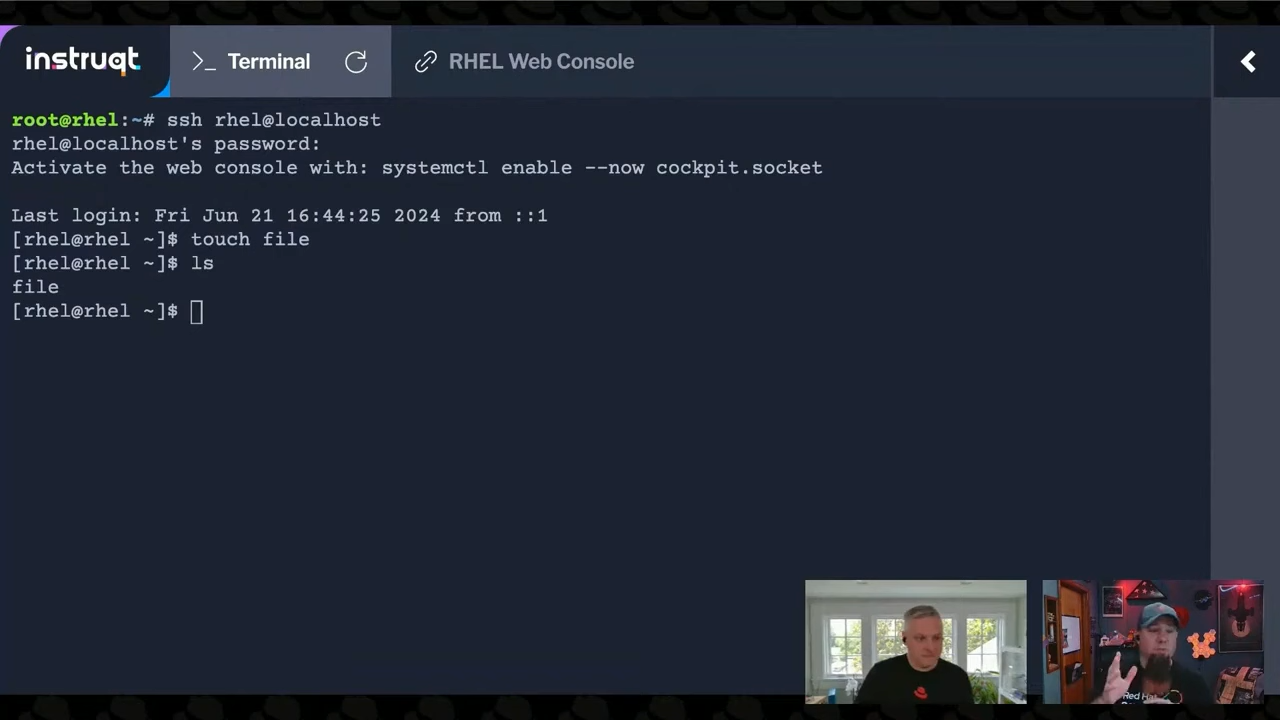 instruqt
>_ Terminal
RHEL Web Console
root@rhel:~# ssh rhel@localhost
rhel@localhost's password:
Activate the web console with: systemctl enable --now cockpit.socket
Last login: Fri Jun 21 16:44:25 2024 from ::1
[rhel@rhel ~]$ touch file
[rhel@rhel ~]$ ls
file
[rhel@rhel ~]$
Red Hat